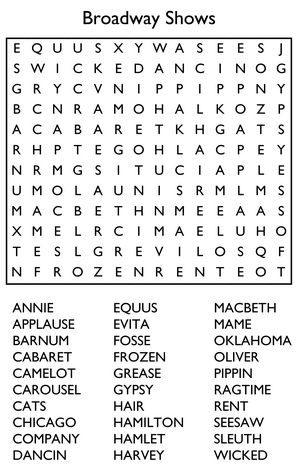 Broadway Shows
E Q U U S X Y W A S E E S J
S W I C K E D A N C I N O G
G R Y C V N I P P I P P N Y
B C N R A M O H A L K O Z P
A C A B A R E T K H G A T S
R H P T E G O H L A C P E Y
N R M G S I T U C I A P L E
U M O L A U N I S R M L M S
M A C B E T H N M E E A A S
X M E L R C I M A E L U H O
T E S L G R E V I L O S Q F
N F R O Z E N R E N T E O T
ANNIE EQUUS MACBETH
APPLAUSE EVITA MAME
BARNUM FOSSE OKLAHOMA
CABARET FROZEN OLIVER
CAMELOT GREASE PIPPIN
CAROUSEL GYPSY RAGTIME
CATS HAIR RENT
CHICAGO HAMILTON SEESAW
COMPANY HAMLET SLEUTH
DANCIN HARVEY WICKED